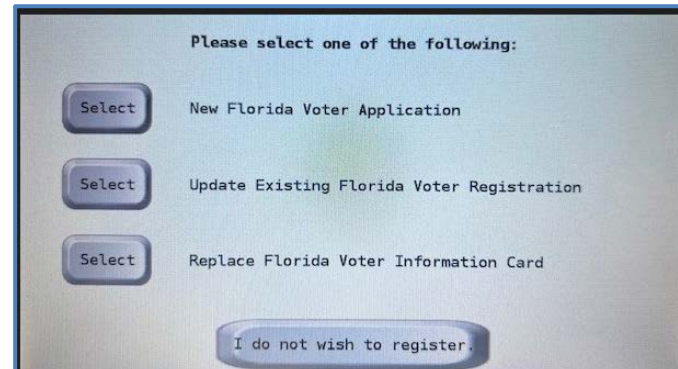 Please select one of the following:
Select New Florida Voter Application
Select Update Existing Florida Voter Registration
Select Replace Florida Voter Information Card
I do not wish to register.